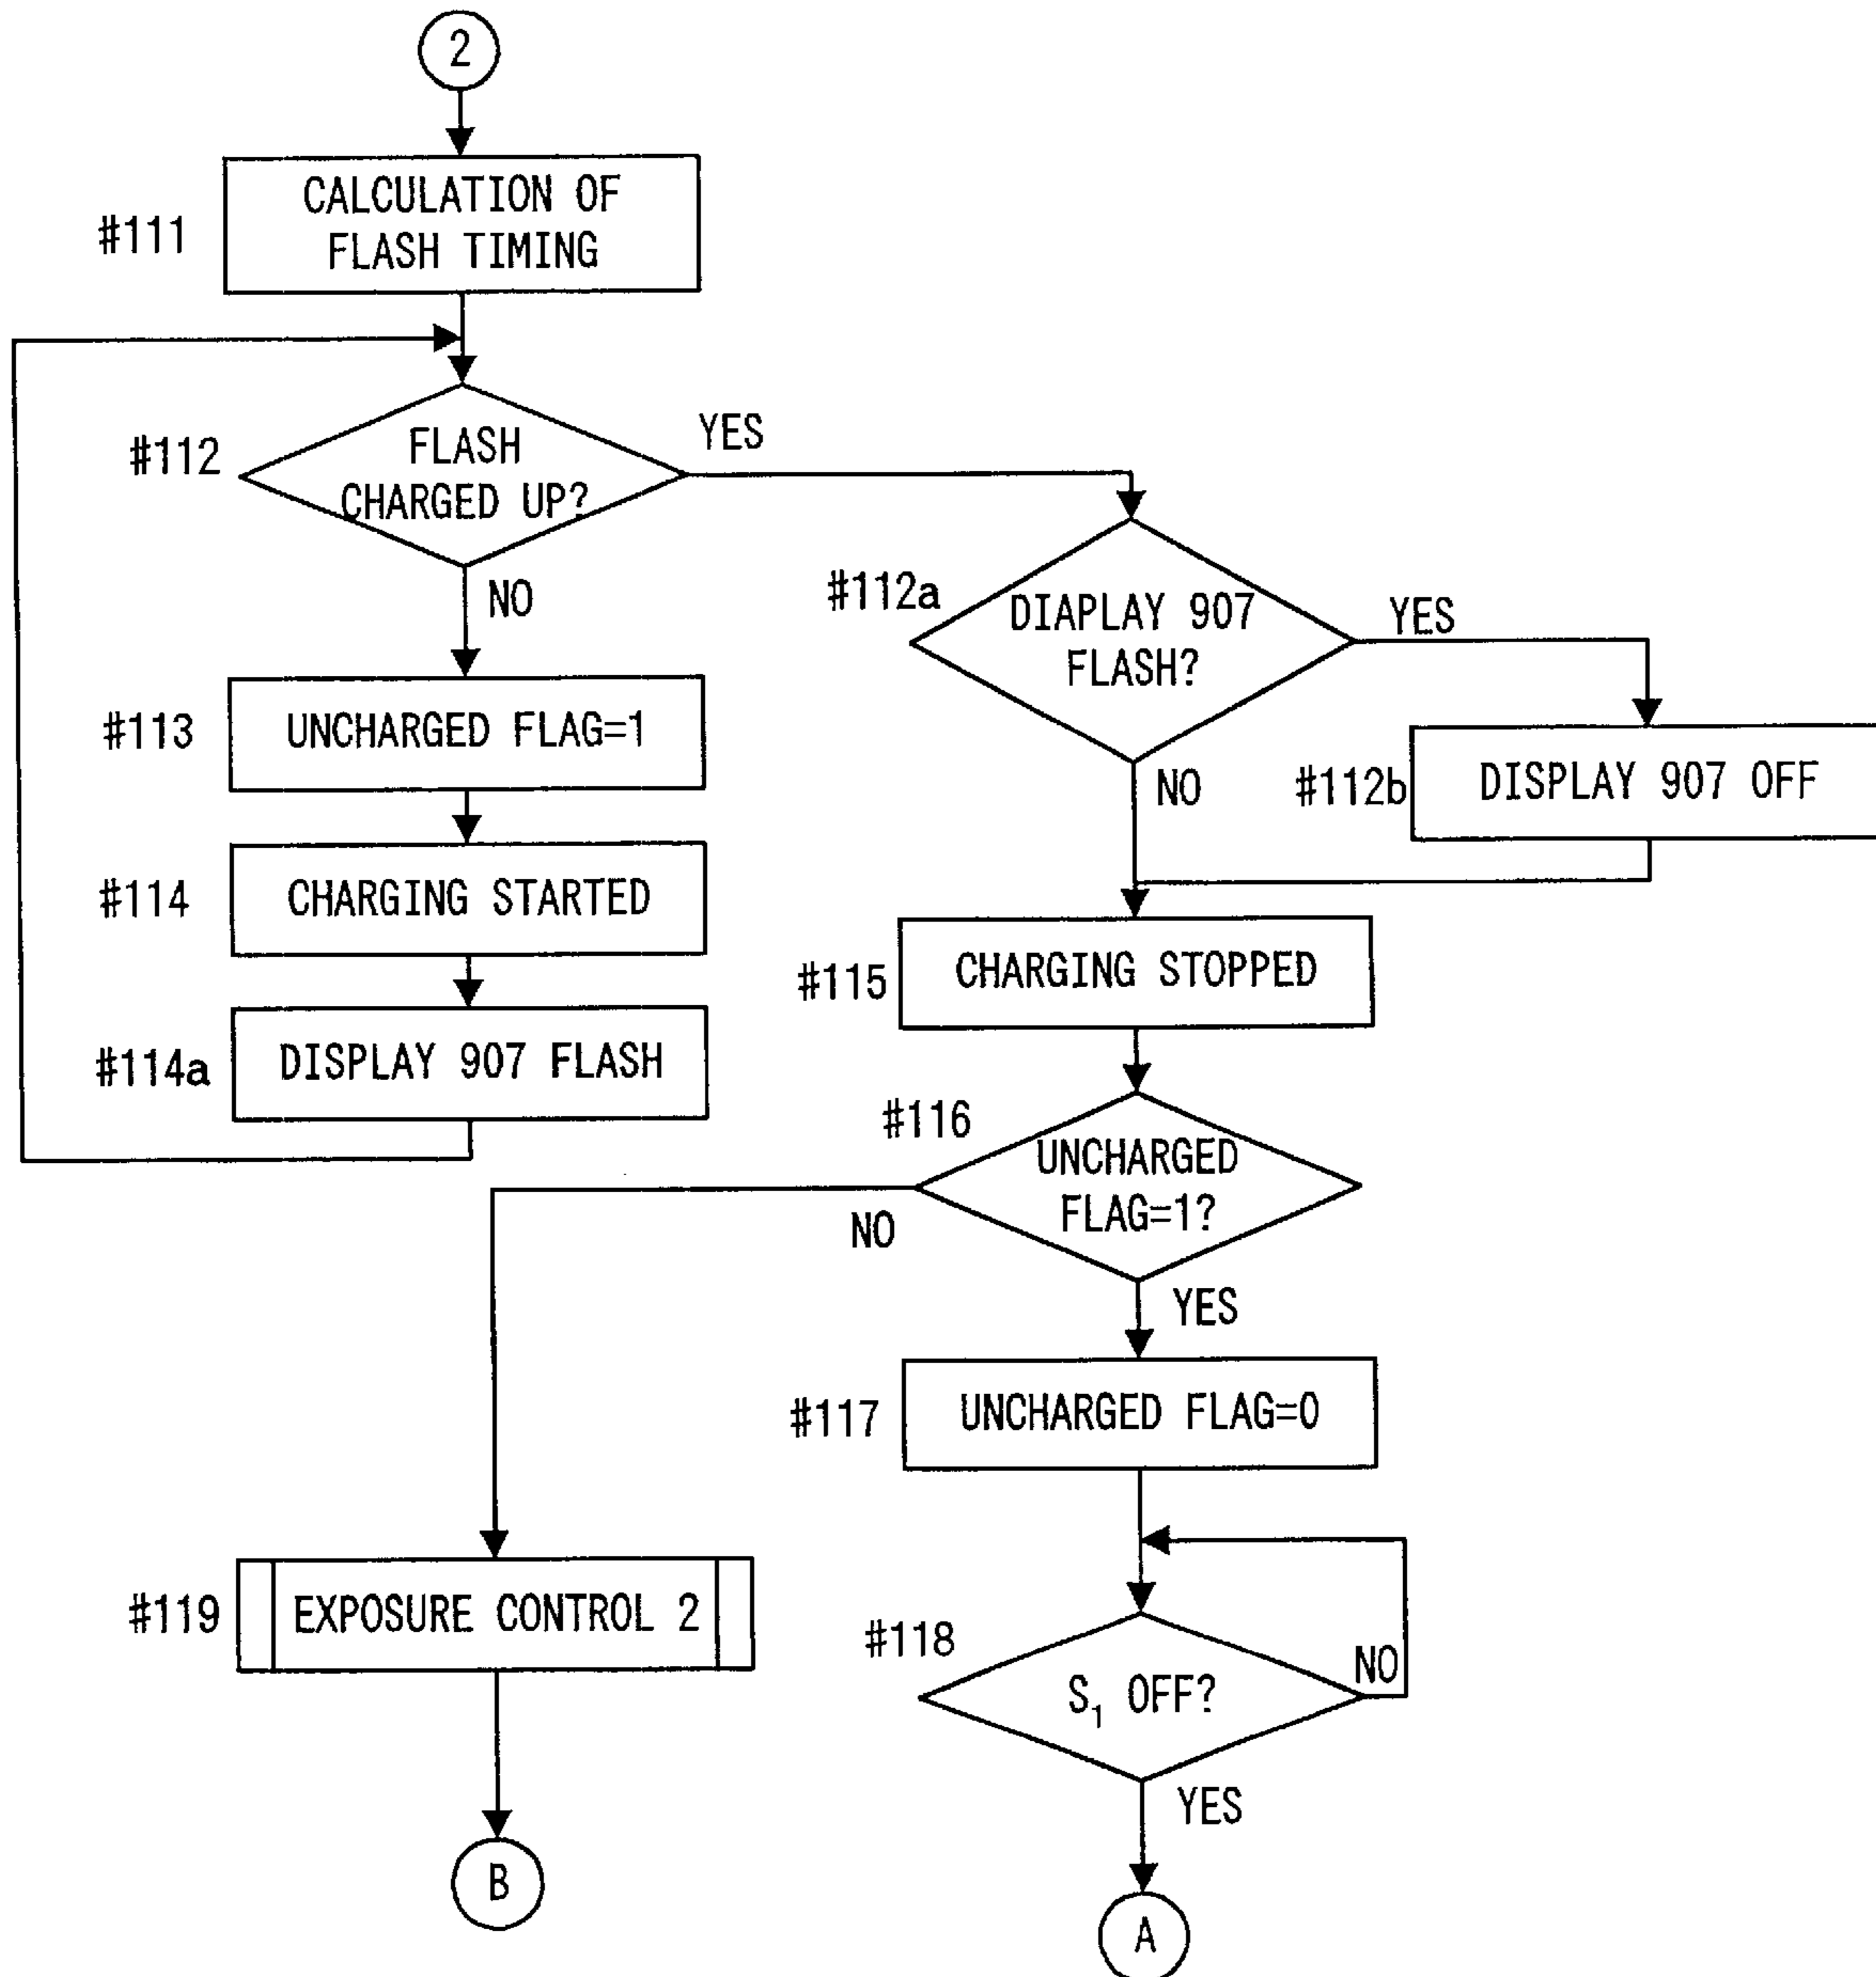 2
#111
CALCULATION OF
FLASH TIMING
#112
FLASH
CHARGED UP?
YES
NO
#112a
DIAPLAY 907
FLASH?
YES
NO
#112b
DISPLAY 907 OFF
#113
UNCHARGED FLAG=1
#114
CHARGING STARTED
#114a
DISPLAY 907 FLASH
#115
CHARGING STOPPED
#116
UNCHARGED
FLAG=1?
NO
YES
#117
UNCHARGED FLAG=0
#119
EXPOSURE CONTROL 2
#118
S₁ OFF?
NO
YES
B
A